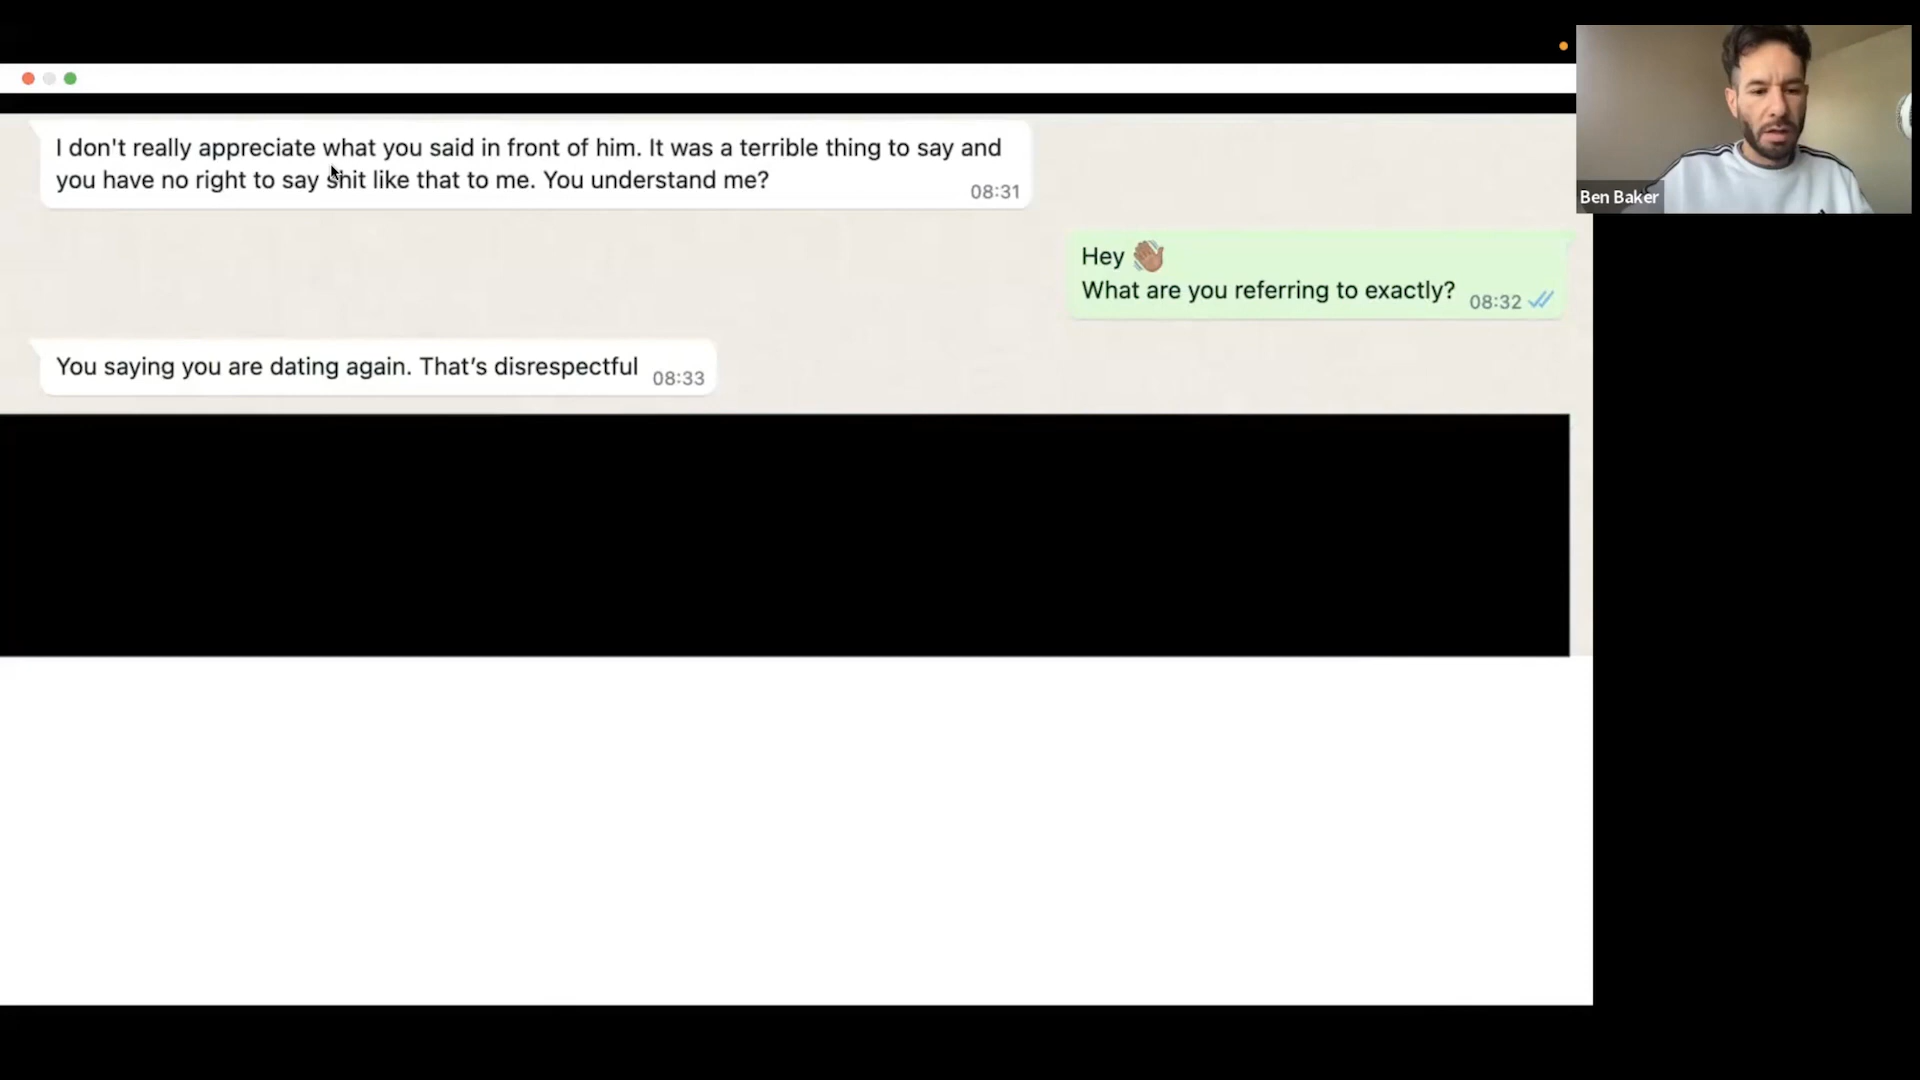 I don't really appreciate what you said in front of him. It was a terrible thing to say and
you have no right to say shit like that to me. You understand me?
08:31
Hey 👋🏽
What are you referring to exactly?
08:32
You saying you are dating again. That’s disrespectful
08:33
Ben Baker